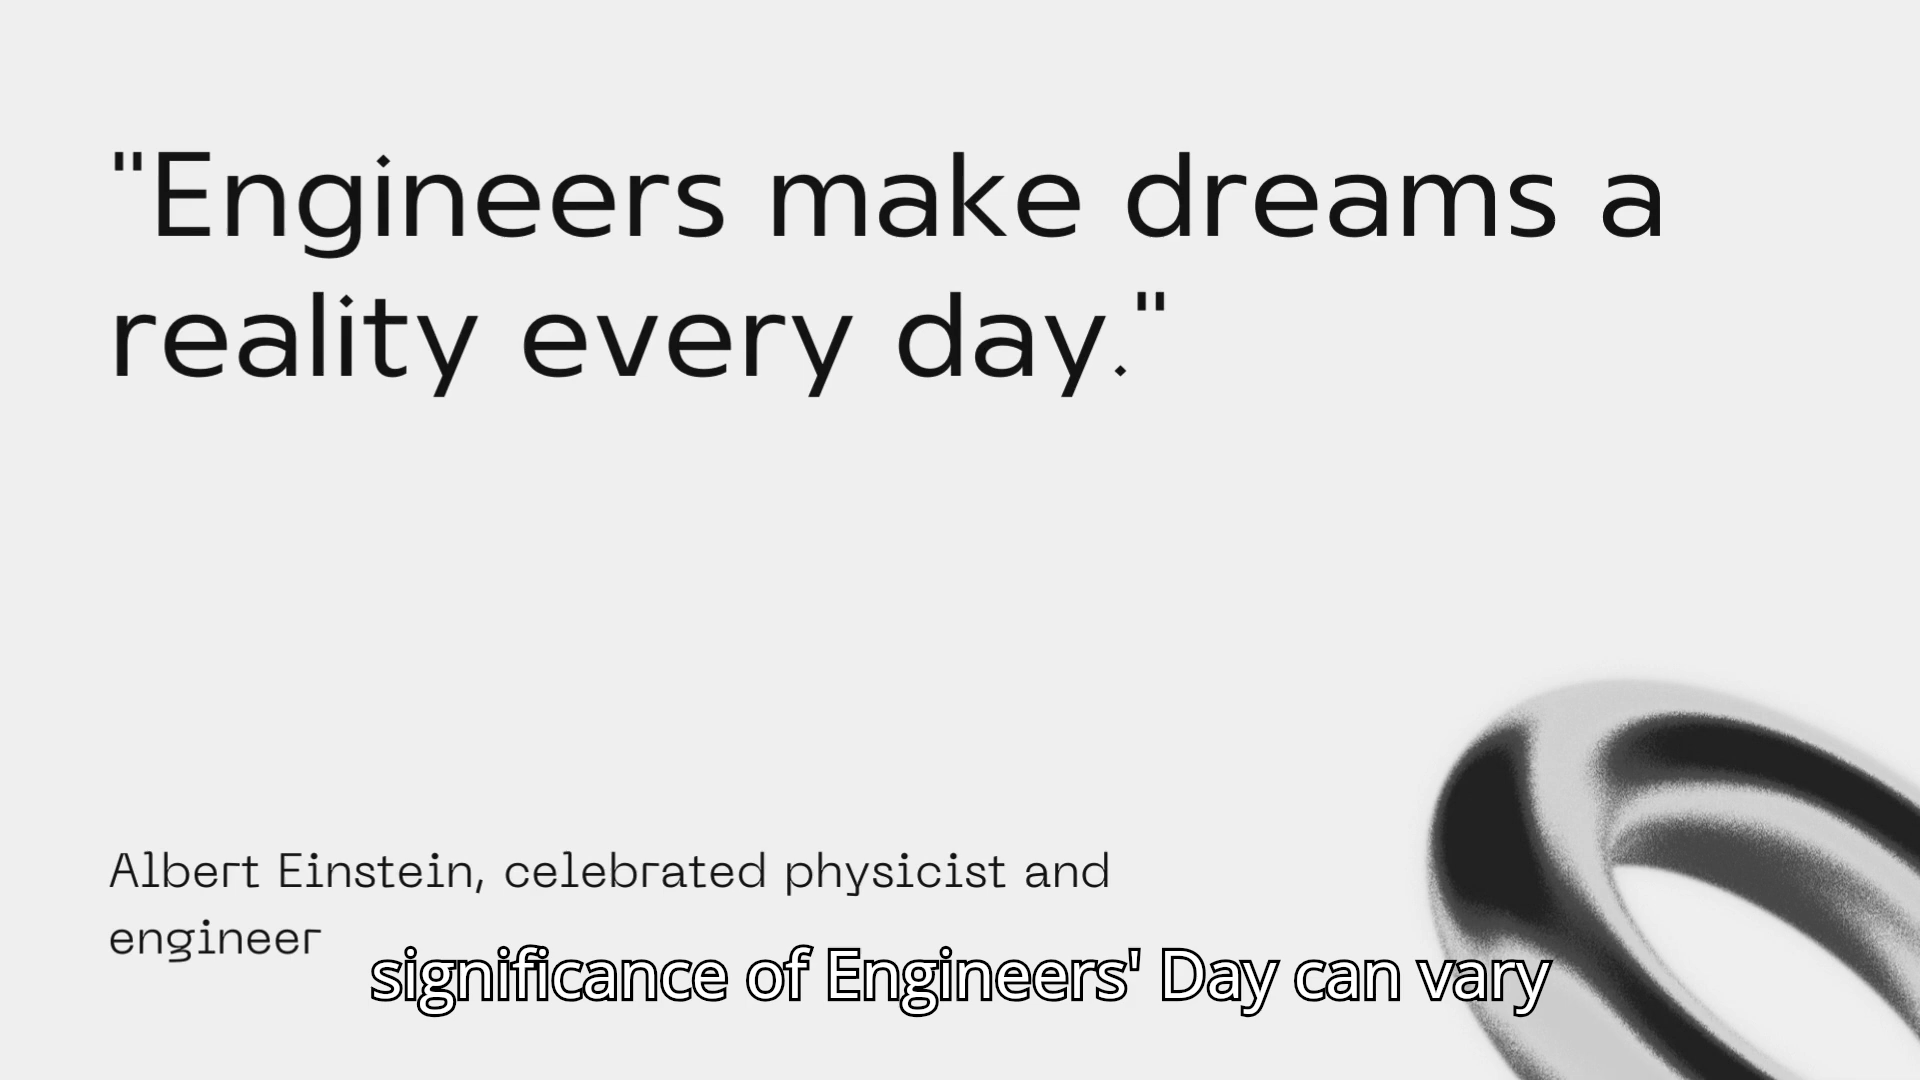 "Engineers make dreams a
reality every day."
Albert Einstein, celebrated physicist and
engineer
significance of Engineers' Day can vary